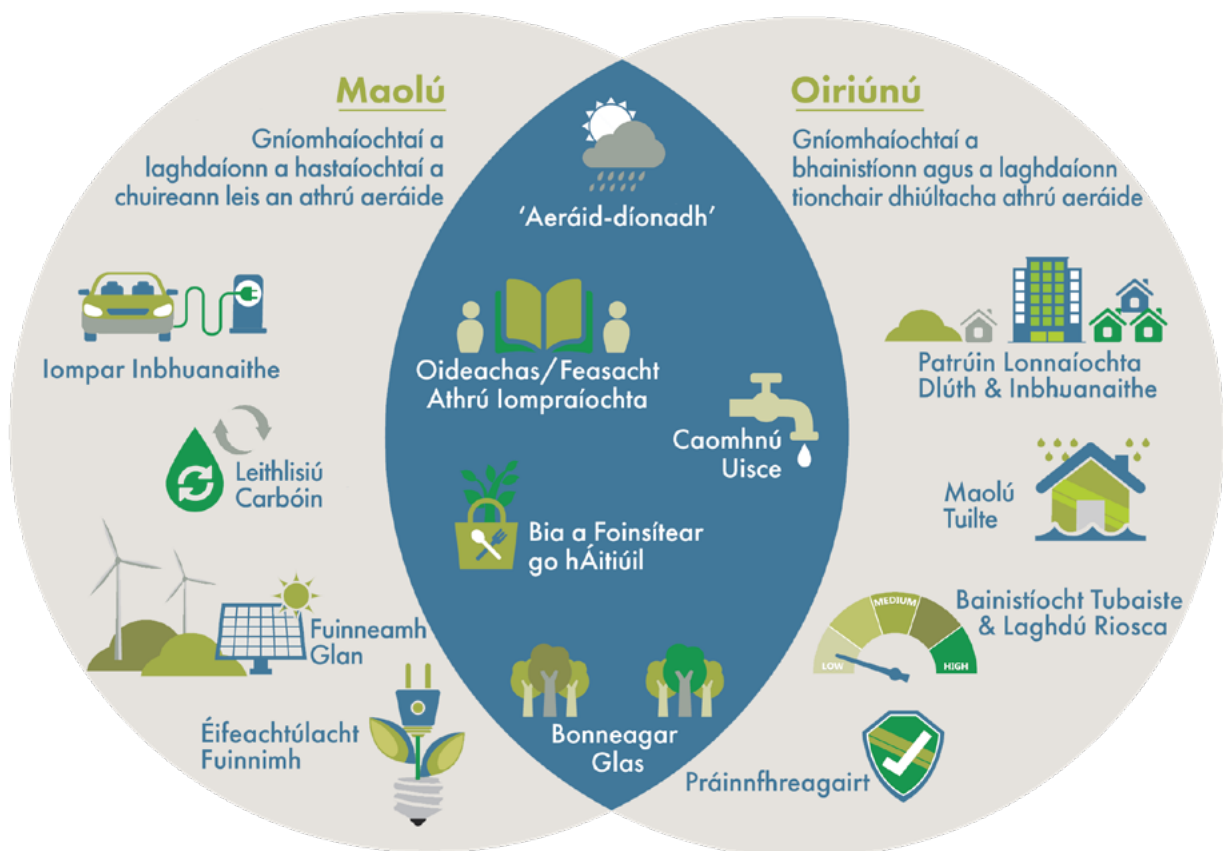 Maolú
Gníomhaíochtaí a
laghdaíonn a hastaíochtaí a
chuireann leis an athrú aeráide
Iompar Inbhuanaithe
Leithlisiú
Carbóin
Fuinneamh
Glan
Éifeachtúlacht
Fuinnimh
'Aeráid-díonadh'
Oideachas/Feasacht
Athrú Iompraíochta
Caomhnú
Uisce
Bia a Foinsítear
go hÁitiúil
Bonneagar
Glas
Oiriúnú
Gníomhaíochtaí a
bhainistíonn agus a laghdaíonn
tionchair dhiúltacha athrú aeráide
Patrúin Lonnaíochta
Dlúth & Inbhuanaithe
Maolú
Tuilte
Bainistíocht Tubaiste
& Laghdú Riosca
LOW
MEDIUM
HIGH
Práinnfhreagairt